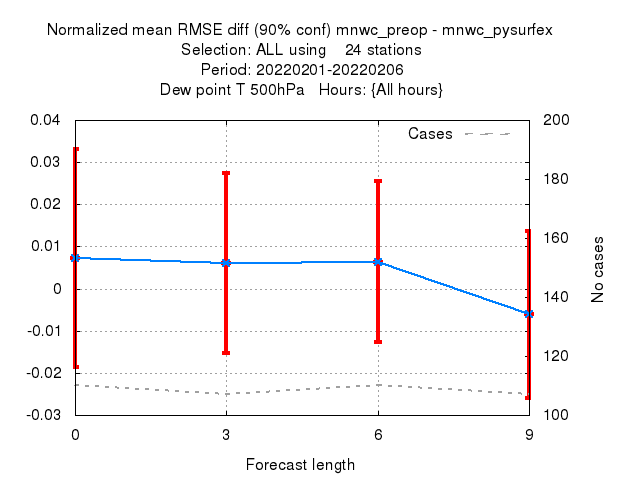 Normalized mean RMSE diff (90% conf) mnwc_preop - mnwc_pysurfex
Selection: ALL using    24 stations
Period: 20220201-20220206
Dew point T 500hPa   Hours: {All hours}
0.04
0.03
0.02
0.01
0
-0.01
-0.02
-0.03
Cases
200
180
160
140
120
100
No cases
0 3 6 9
Forecast length